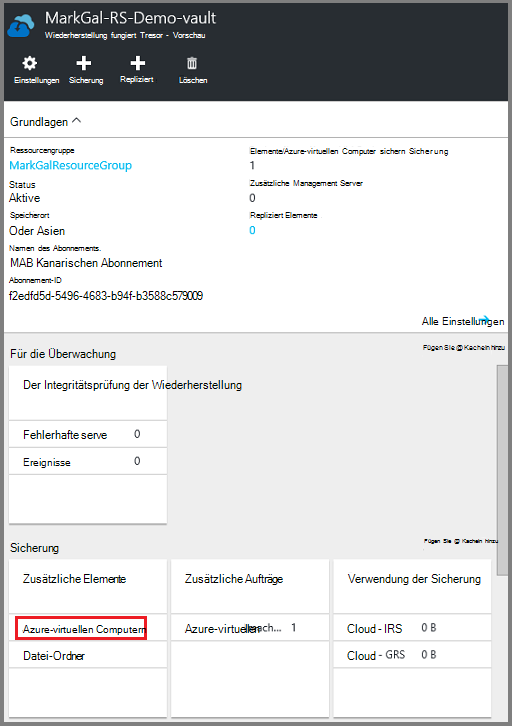 MarkGal-RS-Demo-vault
Wiederherstellung fungiert Tresor - Vorschau
Einstellungen Sicherung Repliziert Löschen
Grundlagen
Ressourcengruppe
MarkGalResourceGroup
Elemente/Azure-virtuellen Computer sichern Sicherung
1
Status
Aktive
Zusätzliche Management Server
0
Speicherort
Oder Asien
Repliziert Elemente
0
Namen des Abonnements.
MAB Kanarischen Abonnement
Abonnement-ID
f2edfd5d-5496-4683-b94f-b3588c579009
Alle Einstellungen
Für die Überwachung
Fügen Sie @ Kacheln hinzu
Der Integritätsprüfung der Wiederherstellung
Fehlerhafte serve 0
Ereignisse 0
Sicherung
Fügen Sie @ Kacheln hinzu
Zusätzliche Elemente
Azure-virtuellen Computern
Datei-Ordner
Zusätzliche Aufträge
Azure-virtuellen 1
Verwendung der Sicherung
Cloud - IRS 0 B
Cloud - GRS 0 B